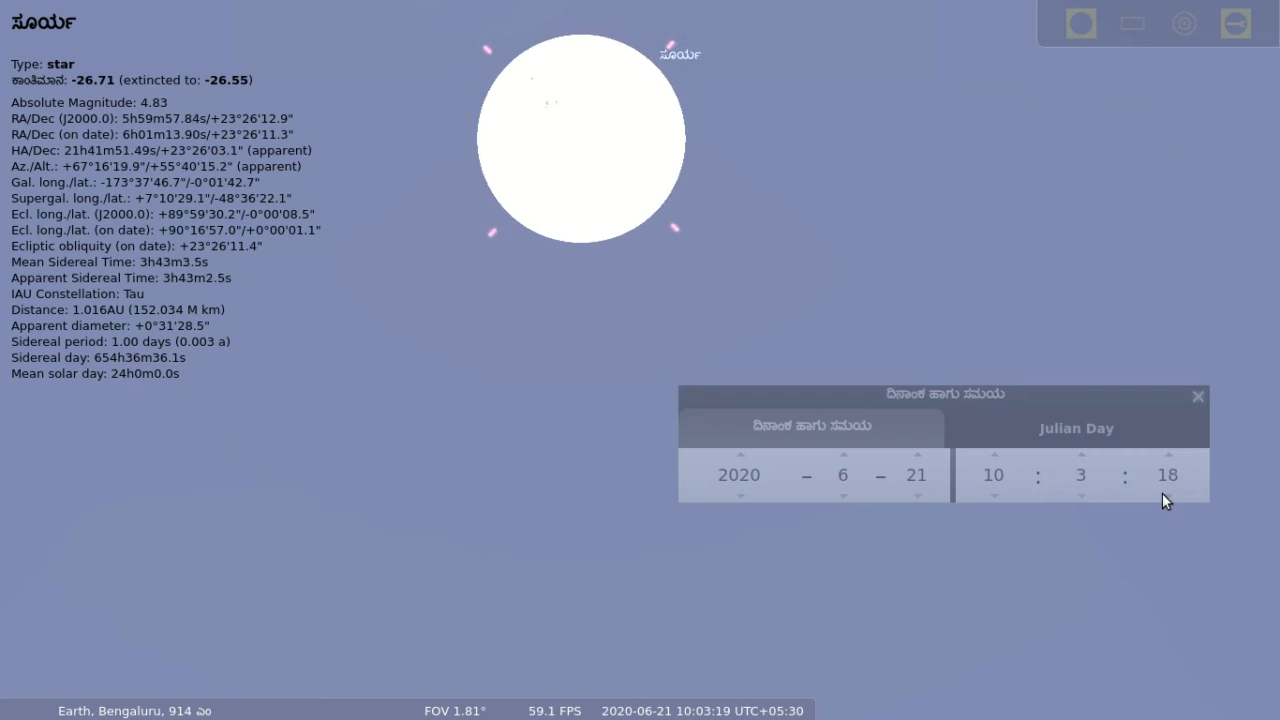 ಸೂರ್ಯ
Type: star
ಕಾಂತಿಮಾನ: -26.71 (extincted to: -26.55)
Absolute Magnitude: 4.83
RA/Dec (J2000.0): 5h59m57.84s/+23°26'12.9"
RA/Dec (on date): 6h01m13.90s/+23°26'11.3"
HA/Dec: 21h41m51.49s/+23°26'03.1" (apparent)
Az./Alt.: +67°16'19.9"/+55°40'15.2" (apparent)
Gal. long./lat.: -173°37'46.7"/-0°01'42.7"
Supergal. long./lat.: +7°10'29.1"/-48°36'22.1"
Ecl. long./lat. (J2000.0): +89°59'30.2"/-0°00'08.5"
Ecl. long./lat. (on date): +90°16'57.0"/+0°00'01.1"
Ecliptic obliquity (on date): +23°26'11.4"
Mean Sidereal Time: 3h43m3.5s
Apparent Sidereal Time: 3h43m2.5s
IAU Constellation: Tau
Distance: 1.016AU (152.034 M km)
Apparent diameter: +0°31'28.5"
Sidereal period: 1.00 days (0.003 a)
Sidereal day: 654h36m36.1s
Mean solar day: 24h0m0.0s
ಸೂರ್ಯ
ದಿನಾಂಕ ಹಾಗು ಸಮಯ
ದಿನಾಂಕ ಹಾಗು ಸಮಯ Julian Day
2020 – 6 – 21 10 : 3 : 18
Earth, Bengaluru, 914 ಎಂ FOV 1.81° 59.1 FPS 2020-06-21 10:03:19 UTC+05:30